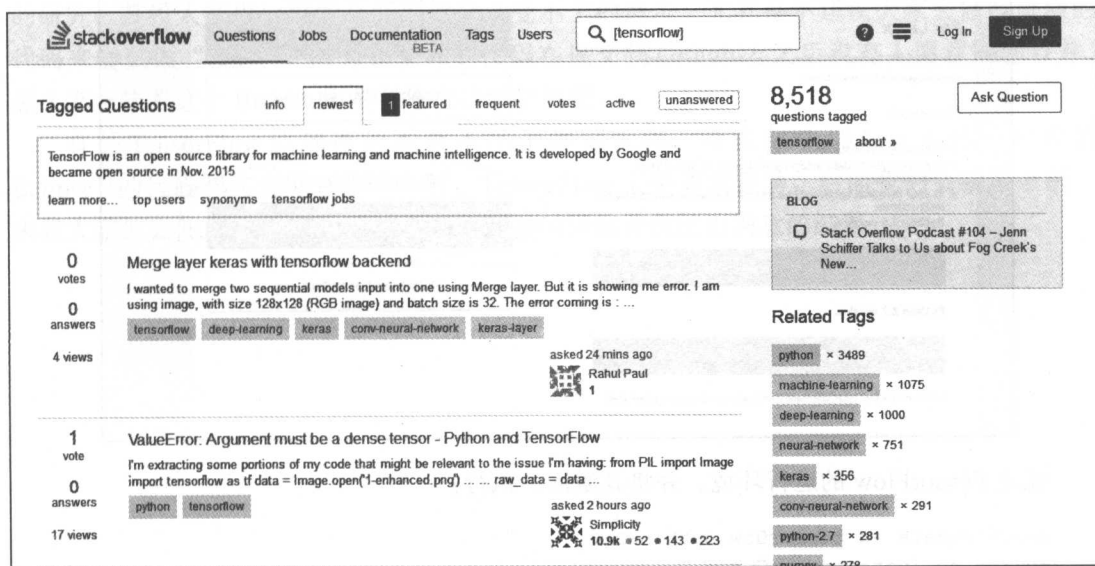 stackoverflow Questions Jobs Documentation Tags Users [tensorflow] ? Log In Sign Up
BETA
Tagged Questions info newest 1 featured frequent votes active unanswered
8,518
questions tagged
Ask Question
tensorflow about »
TensorFlow is an open source library for machine learning and machine intelligence. It is developed by Google and
became open source in Nov. 2015
learn more... top users synonyms tensorflow jobs
BLOG
Stack Overflow Podcast #104 – Jenn
Schiffer Talks to Us about Fog Creek's
New...
0
votes
0
answers
4 views
Merge layer keras with tensorflow backend
I wanted to merge two sequential models input into one using Merge layer. But it is showing me error. I am
using image, with size 128x128 (RGB image) and batch size is 32. The error coming is : ...
tensorflow deep-learning keras conv-neural-network keras-layer
asked 24 mins ago
Rahul Paul
1
1
vote
0
answers
17 views
ValueError: Argument must be a dense tensor - Python and TensorFlow
I'm extracting some portions of my code that might be relevant to the issue I'm having: from PIL import Image
import tensorflow as tf data = Image.open('1-enhanced.png') ... ... raw_data = data ...
python tensorflow
asked 2 hours ago
Simplicity
10.9k ● 52 ● 143 ● 223
Related Tags
python × 3489
machine-learning × 1075
deep-learning × 1000
neural-network × 751
keras × 356
conv-neural-network × 291
python-2.7 × 281